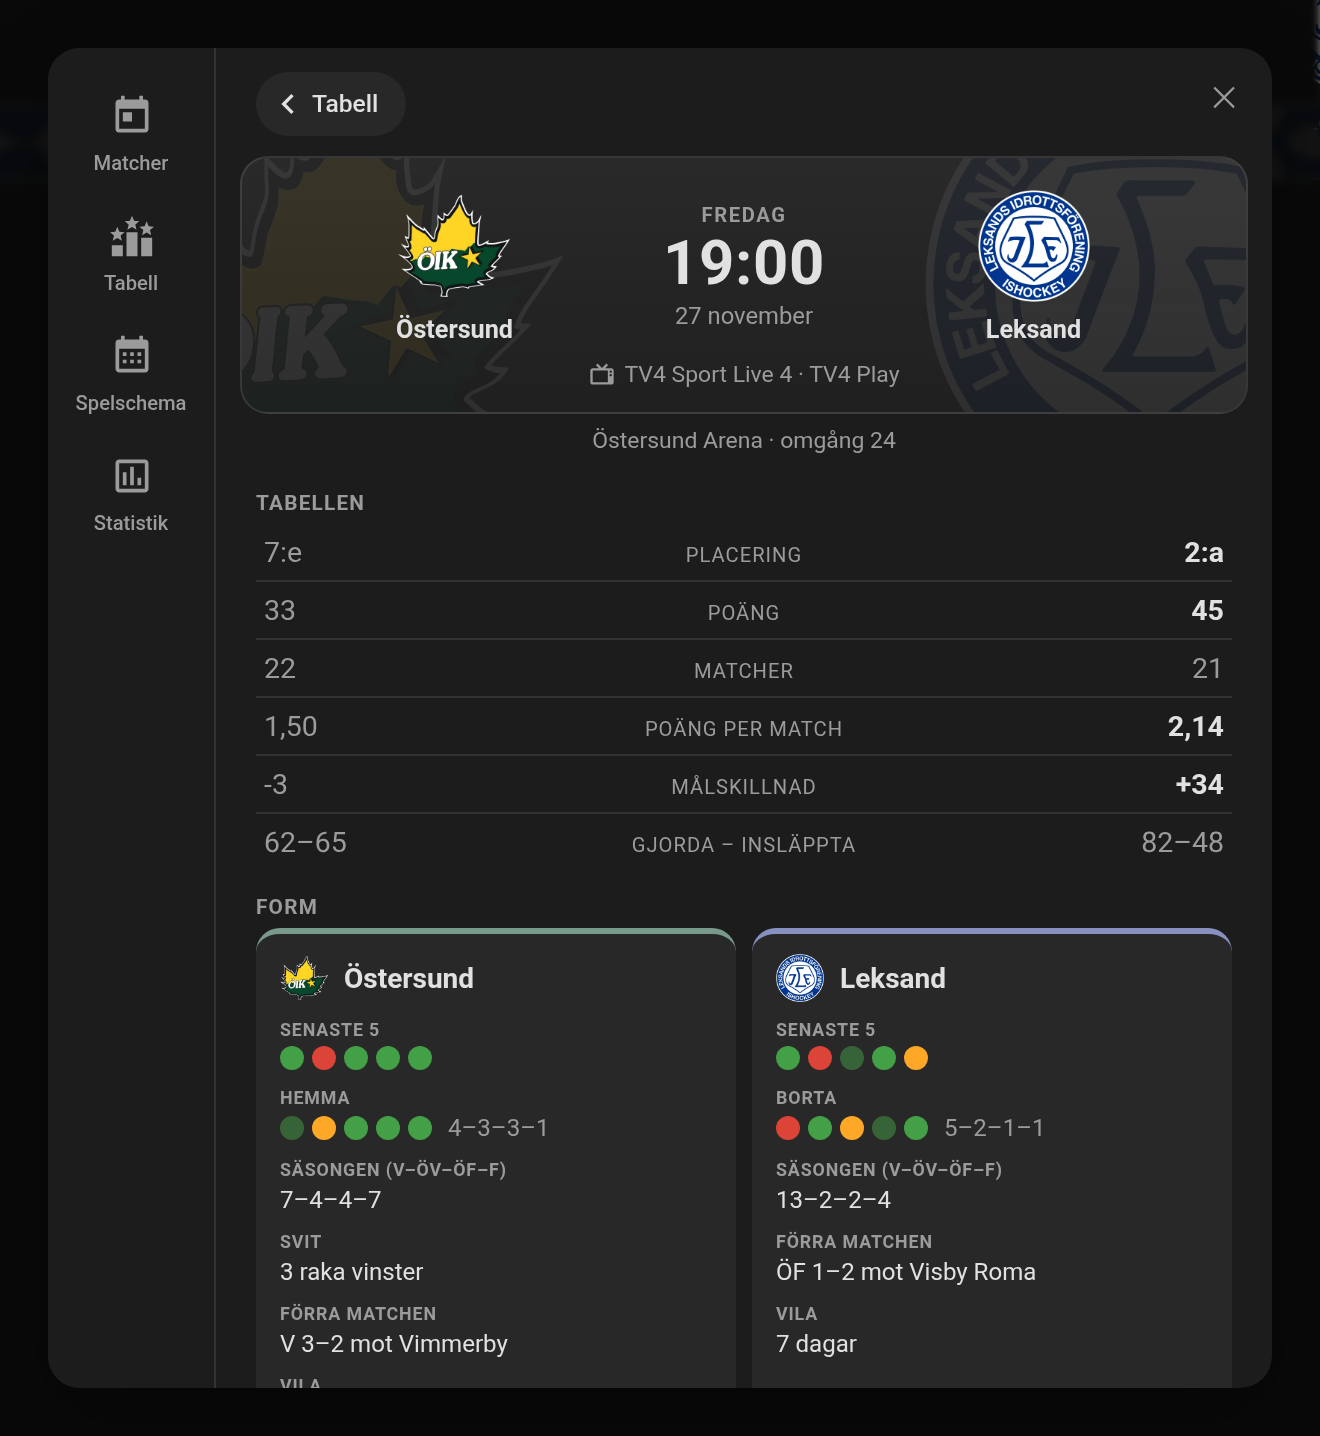 Matcher
Tabell
Spelschema
Statistik
Tabell
ÖIK
Östersund
FREDAG
19:00
27 november
TV4 Sport Live 4 · TV4 Play
LEKSANDS IDROTTSFÖRENING
ISHOCKEY
Leksand
Östersund Arena · omgång 24
TABELLEN
7:e PLACERING 2:a
33 POÄNG 45
22 MATCHER 21
1,50 POÄNG PER MATCH 2,14
-3 MÅLSKILLNAD +34
62–65 GJORDA – INSLÄPPTA 82–48
FORM
Östersund
SENASTE 5
HEMMA
4–3–3–1
SÄSONGEN (V–ÖV–ÖF–F)
7–4–4–7
SVIT
3 raka vinster
FÖRRA MATCHEN
V 3–2 mot Vimmerby
VILA
Leksand
SENASTE 5
BORTA
5–2–1–1
SÄSONGEN (V–ÖV–ÖF–F)
13–2–2–4
FÖRRA MATCHEN
ÖF 1–2 mot Visby Roma
VILA
7 dagar